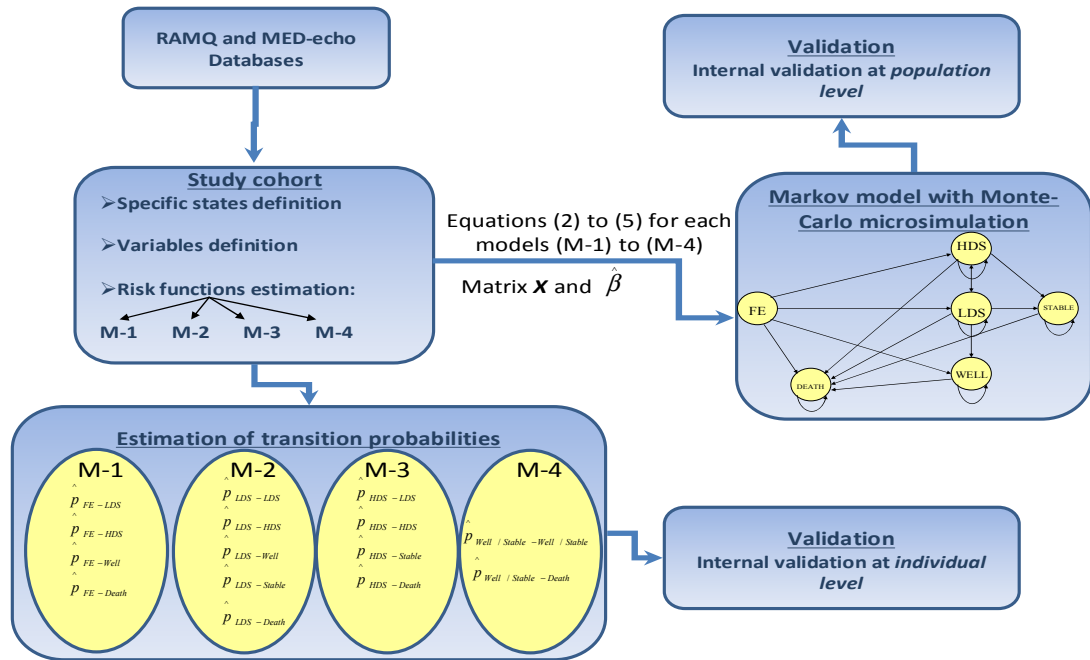 RAMQ and MED-echo
Databases
Validation
Internal validation at population
level
Study cohort
➢Specific states definition
➢Variables definition
➢Risk functions estimation:
M-1 M-2 M-3 M-4
Equations (2) to (5) for each
models (M-1) to (M-4)
Matrix X and β̂
Markov model with Monte-
Carlo microsimulation
HDS
FE
LDS
STABLE
WELL
DEATH
Estimation of transition probabilities
M-1
p̂ FE – LDS
p̂ FE – HDS
p̂ FE – Well
p̂ FE – Death
M-2
p̂ LDS – LDS
p̂ LDS – HDS
p̂ LDS – Well
p̂ LDS – Stable
p̂ LDS – Death
M-3
p̂ HDS – LDS
p̂ HDS – HDS
p̂ HDS – Stable
p̂ HDS – Death
M-4
p̂ Well / Stable – Well / Stable
p̂ Well / Stable – Death
Validation
Internal validation at individual
level